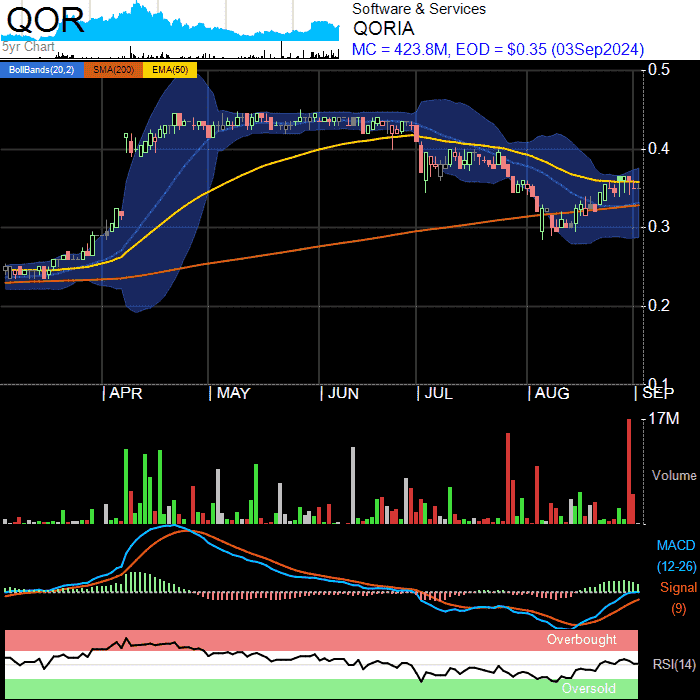 QOR
5yr Chart
Software & Services
QORIA
MC = 423.8M, EOD = $0.35 (03Sep2024)
BollBands(20,2) SMA(200) EMA(50)
0.5
0.4
0.3
0.2
0.1
| APR | MAY | JUN | JUL | AUG | SEP
17M
Volume
MACD
(12-26)
Signal
(9)
Overbought
RSI(14)
Oversold